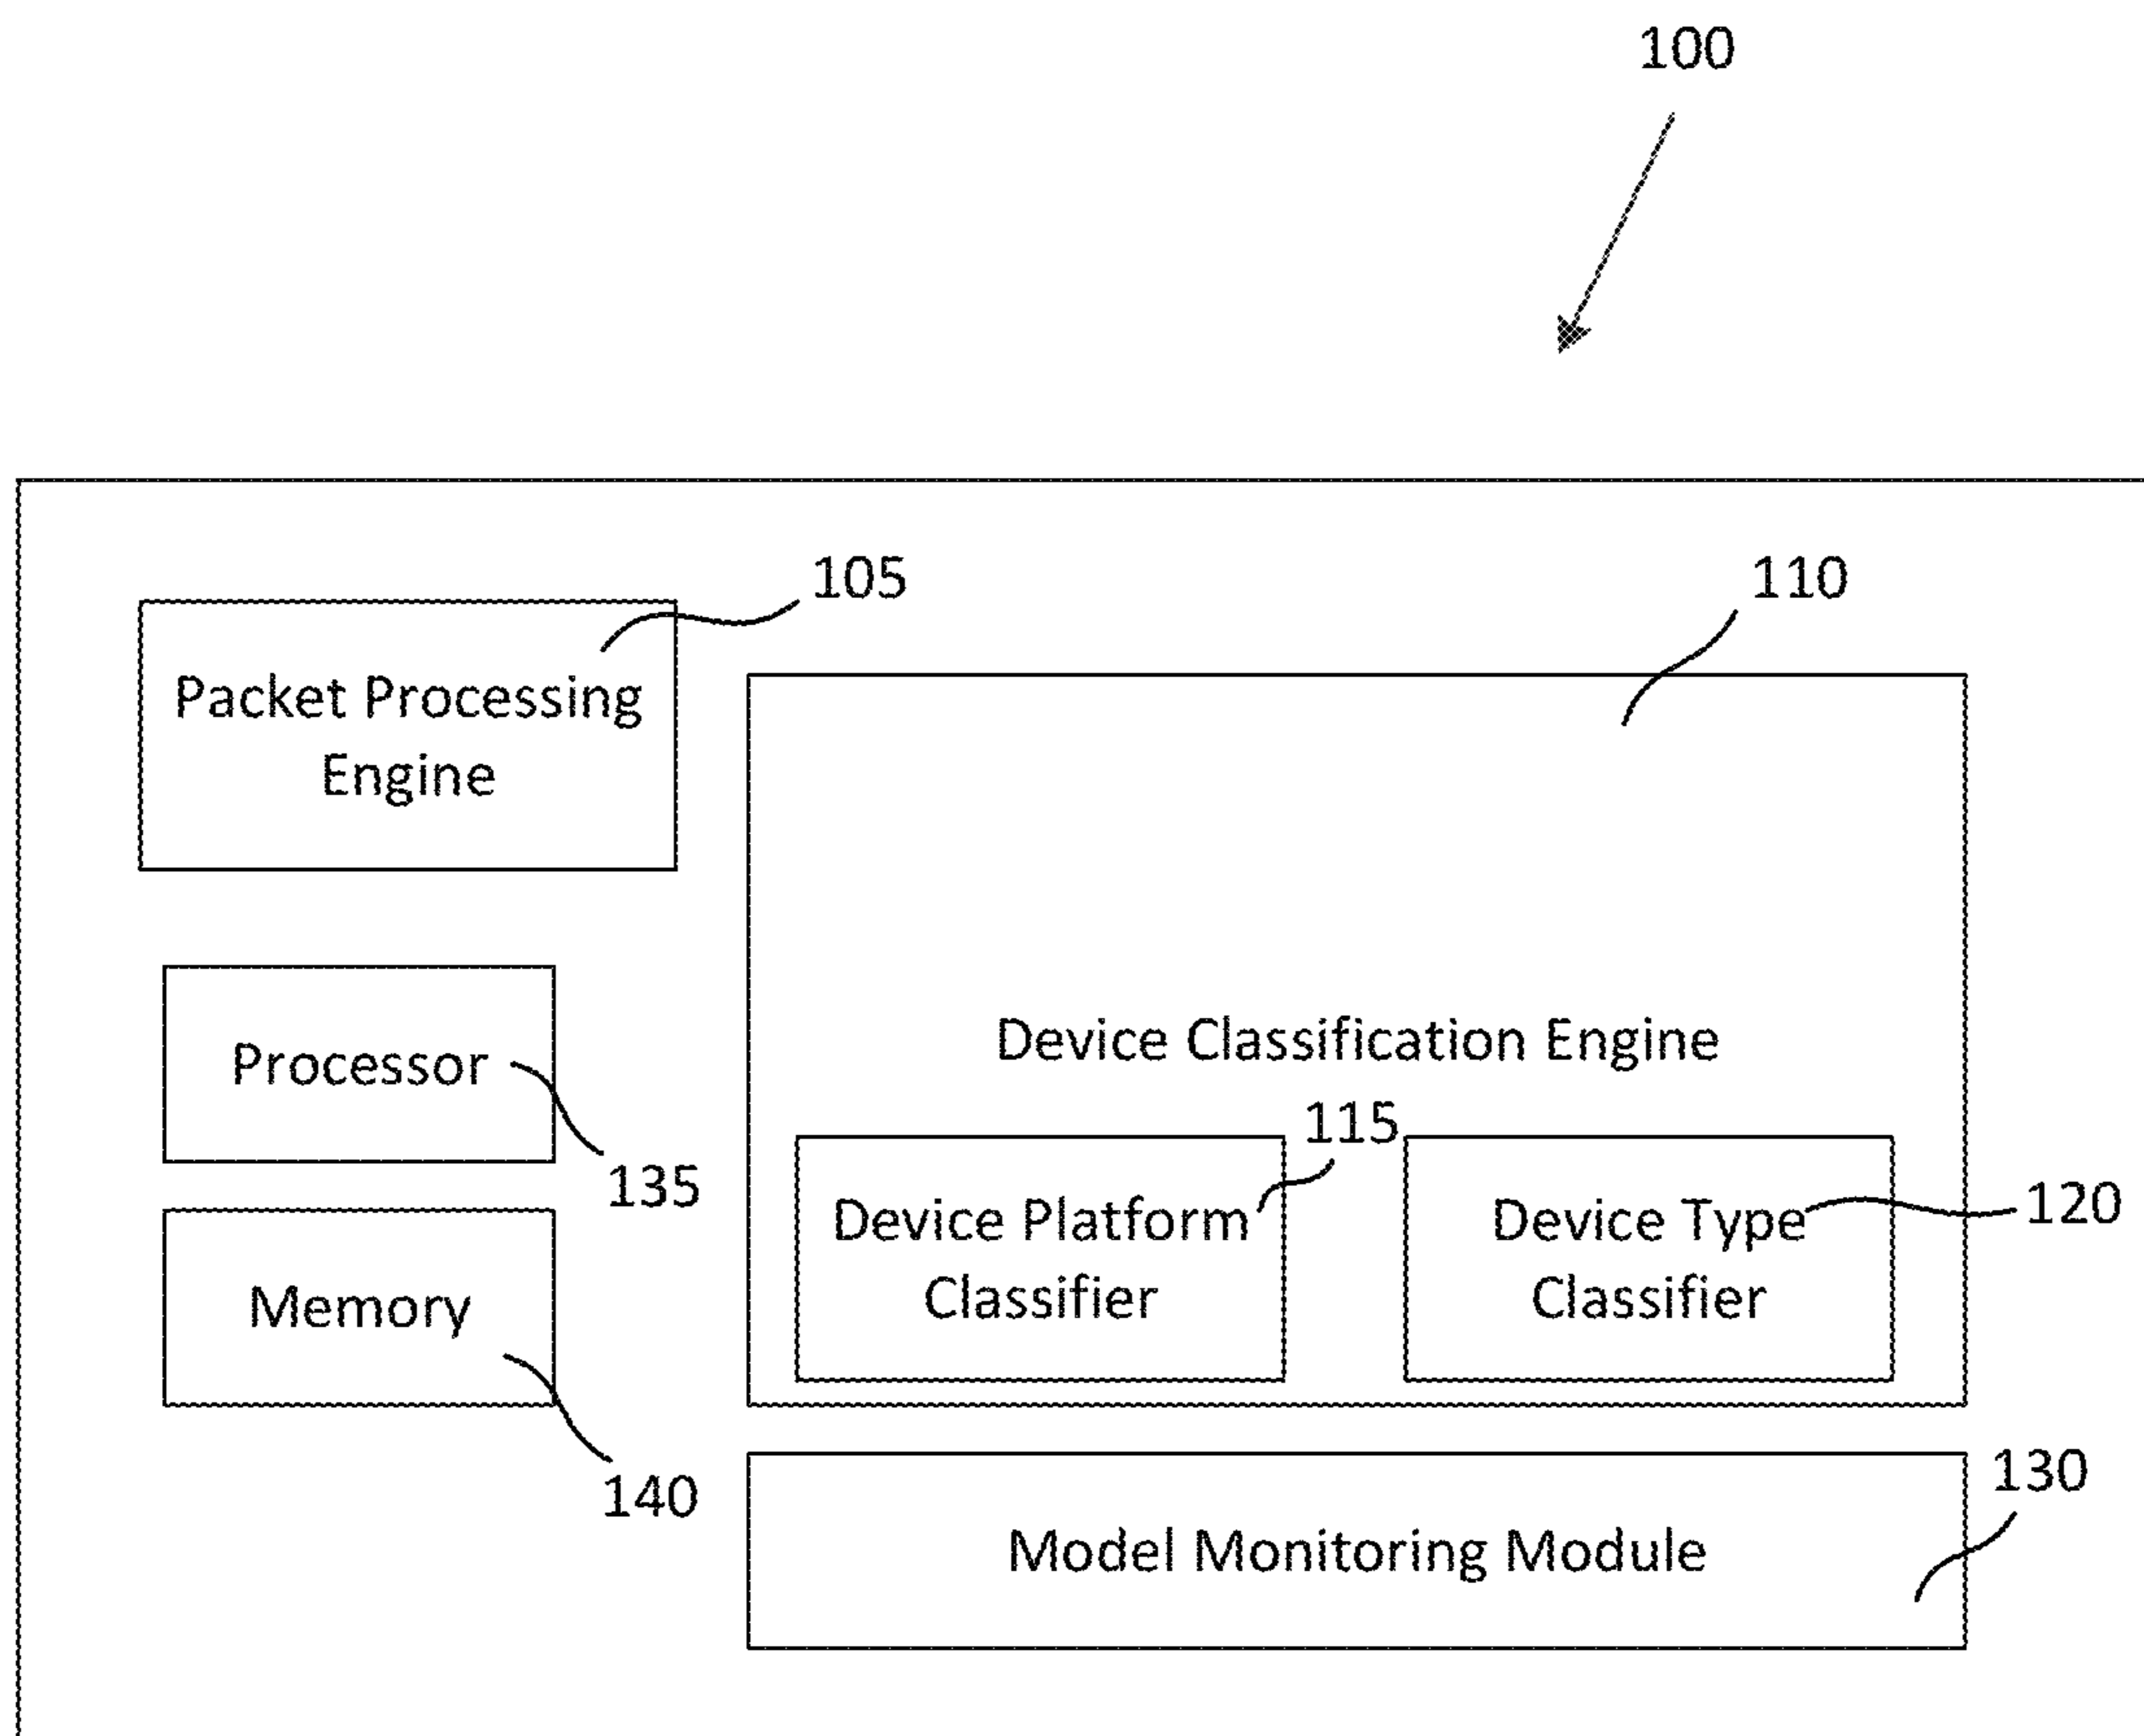 100
105
110
Packet Processing
Engine
Processor
135
Device Classification Engine
115
Device Platform
Classifier
Device Type
Classifier
120
Memory
140
130
Model Monitoring Module